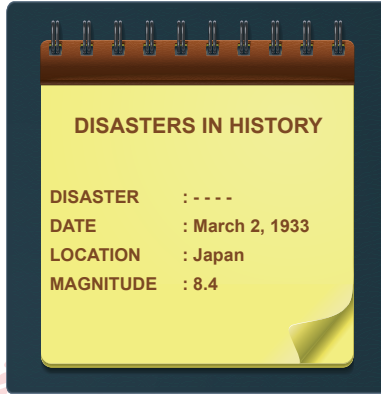 DISASTERS IN HISTORY
DISASTER : - - - -
DATE : March 2, 1933
LOCATION : Japan
MAGNITUDE : 8.4